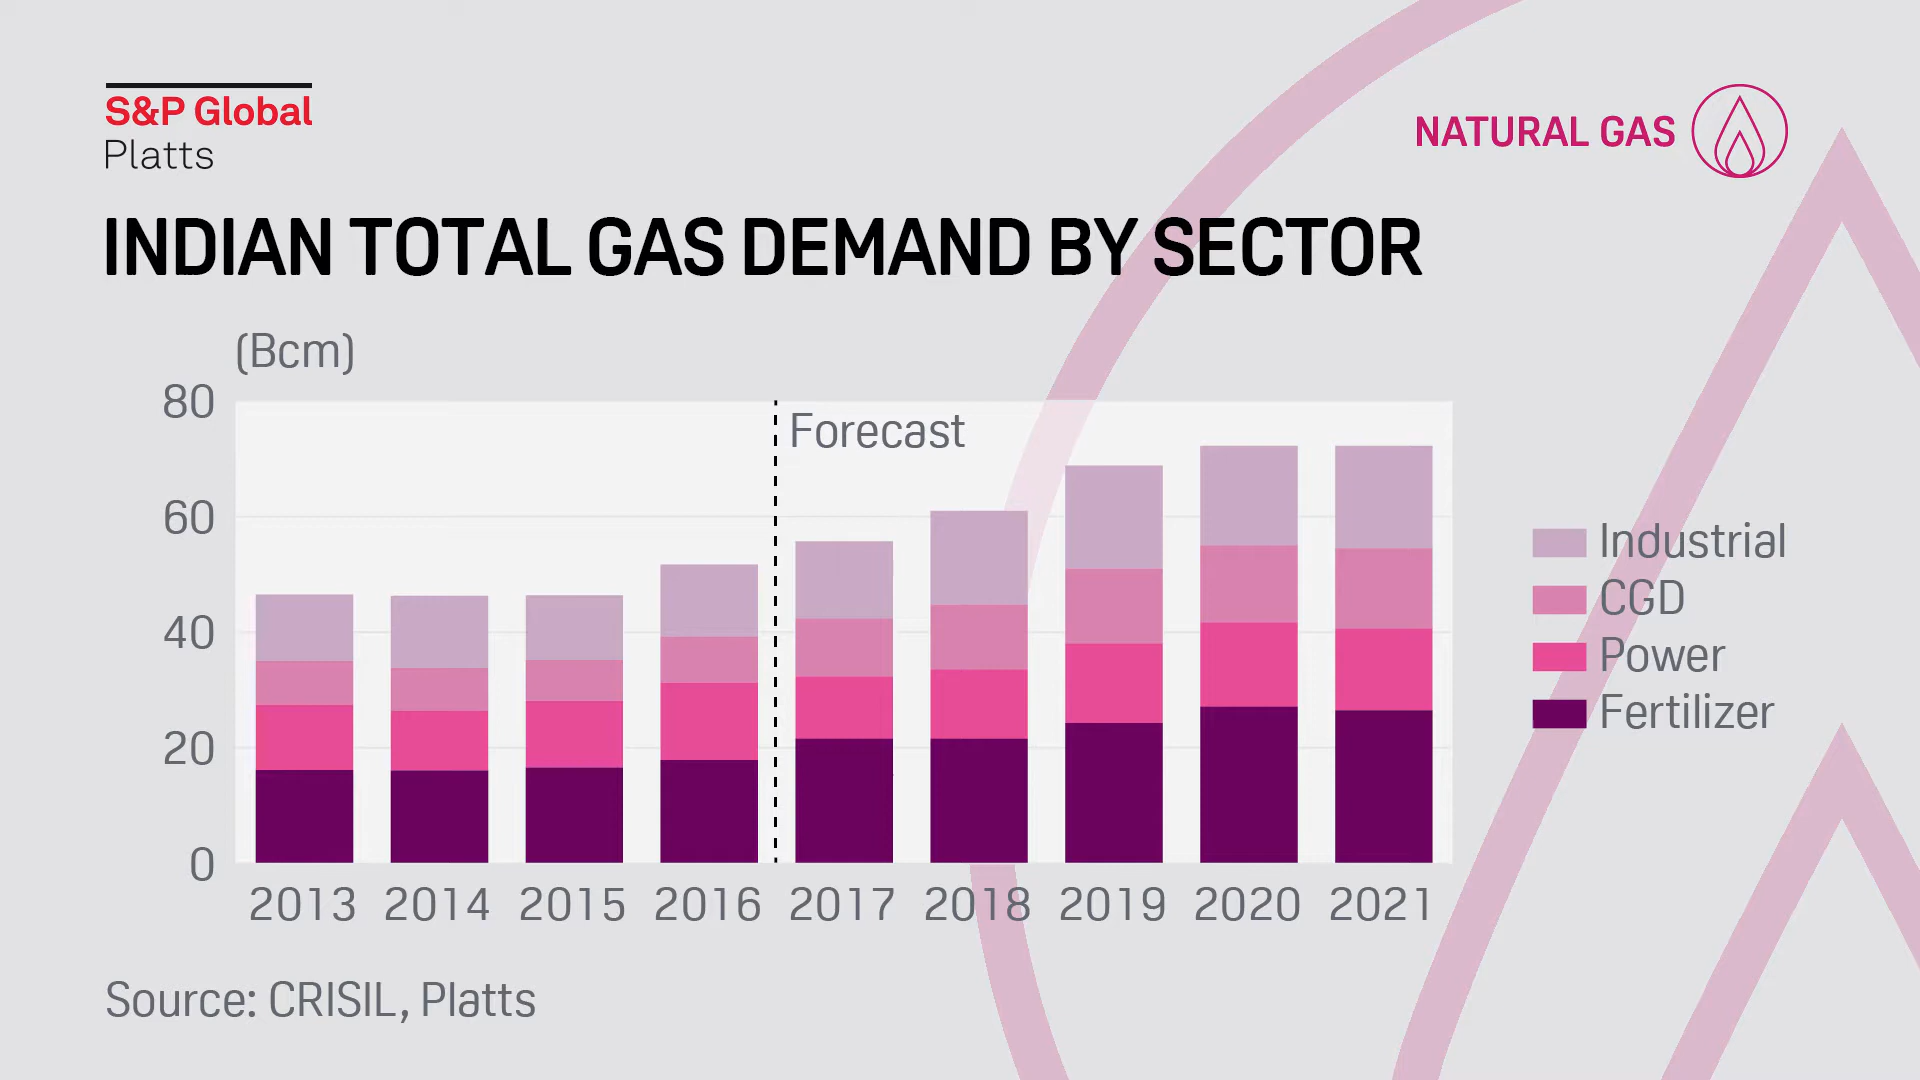 S&P Global
Platts
NATURAL GAS
INDIAN TOTAL GAS DEMAND BY SECTOR
(Bcm)
80
60
40
20
0
Forecast
2013 2014 2015 2016 2017 2018 2019 2020 2021
Industrial
CGD
Power
Fertilizer
Source: CRISIL, Platts